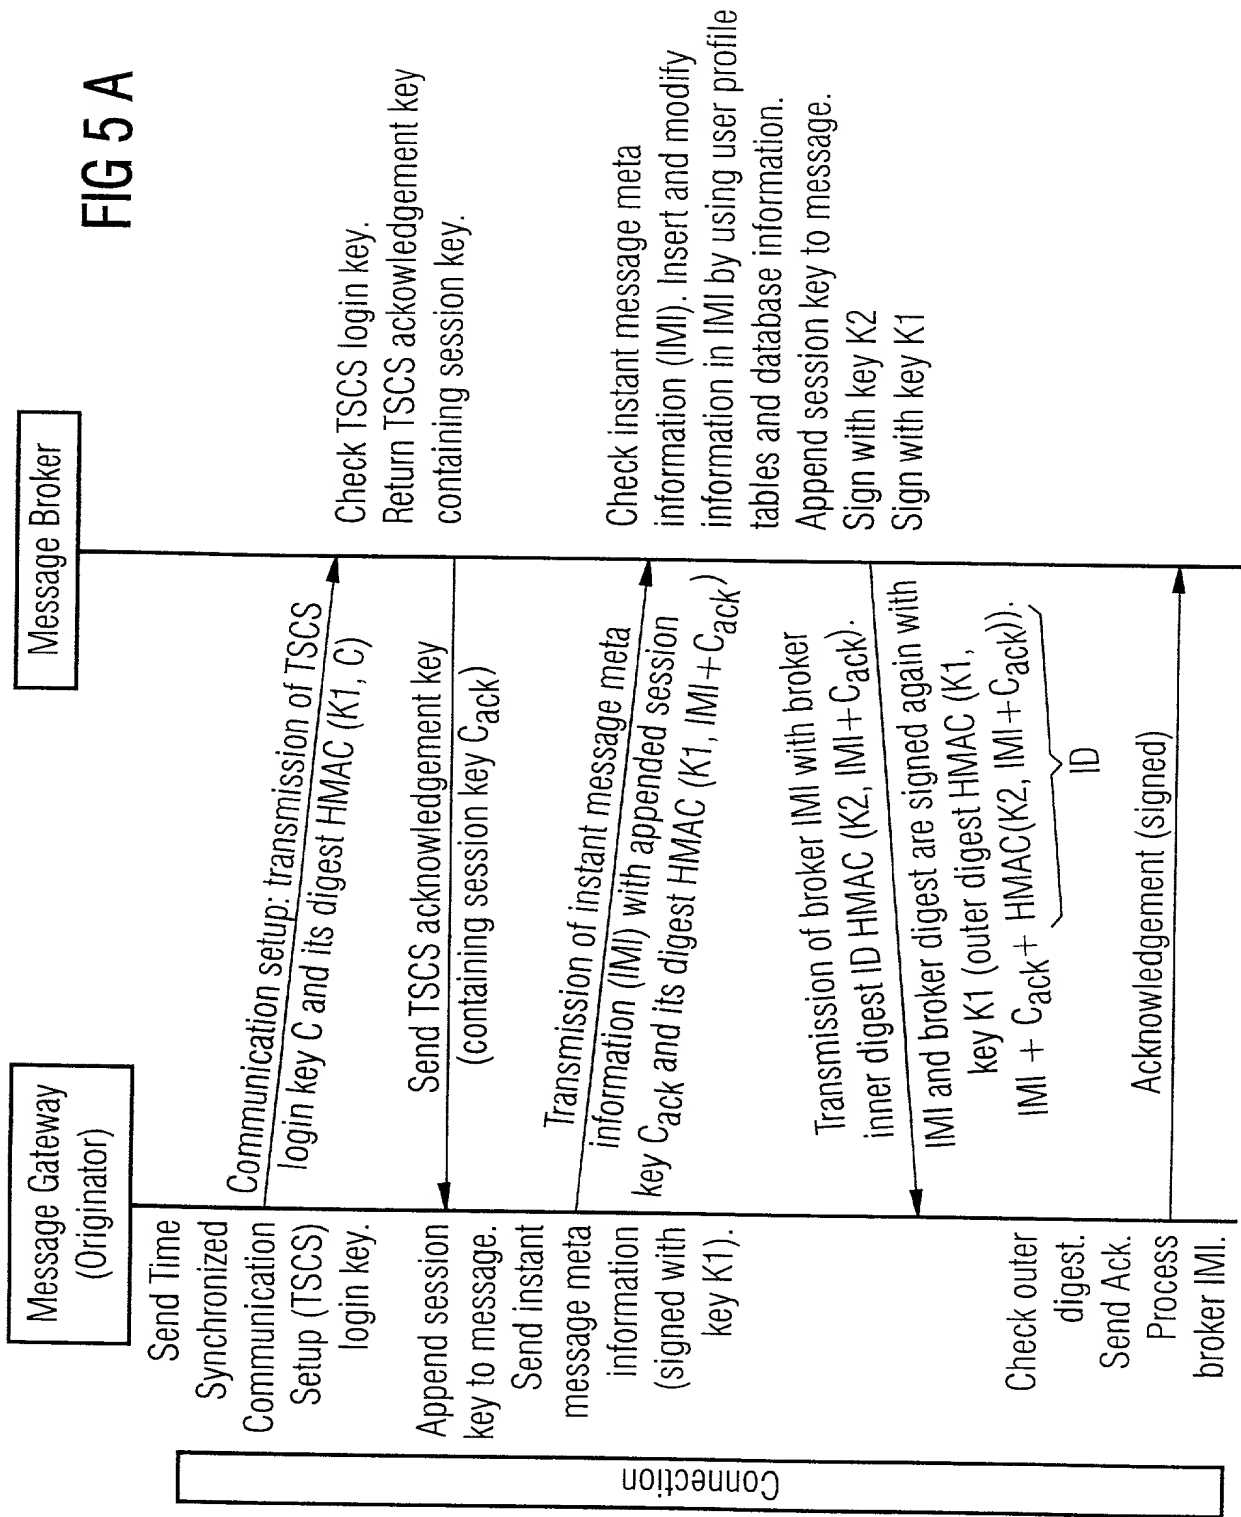 FIG 5 A
Message Gateway
(Originator)
Message Broker
Send Time
Synchronized
Communication
Setup (TSCS)
login key.
Communication setup: transmission of TSCS
login key C and its digest HMAC (K1, C)
Check TSCS login key.
Return TSCS ackowledgement key
containing session key.
Send TSCS acknowledgement key
(containing session key Cack)
Append session
key to message.
Send instant
message meta
information
(signed with
key K1).
Transmission of instant message meta
information (IMI) with appended session
key Cack and its digest HMAC (K1, IMI+Cack)
Check instant message meta
information (IMI). Insert and modify
information in IMI by using user profile
tables and database information.
Append session key to message.
Sign with key K2
Sign with key K1
Transmission of broker IMI with broker
inner digest ID HMAC (K2, IMI+Cack).
IMI and broker digest are signed again with
key K1 (outer digest HMAC (K1,
IMI + Cack+ HMAC(K2, IMI+Cack)).
ID
Check outer
digest.
Send Ack.
Process
broker IMI.
Acknowledgement (signed)
Connection